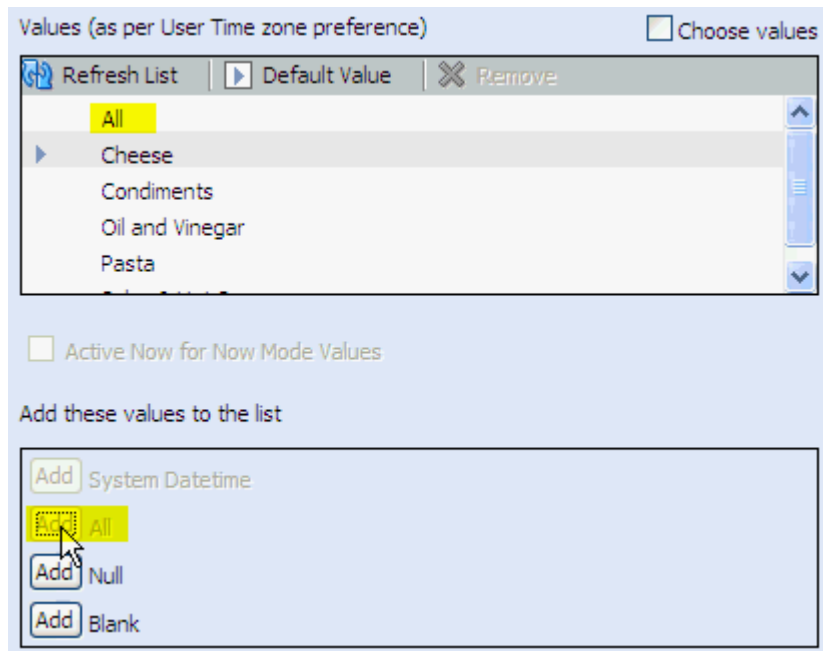 Values (as per User Time zone preference) Choose values
Refresh List Default Value Remove
All
Cheese
Condiments
Oil and Vinegar
Pasta
Active Now for Now Mode Values
Add these values to the list
Add System Datetime
Add All
Add Null
Add Blank